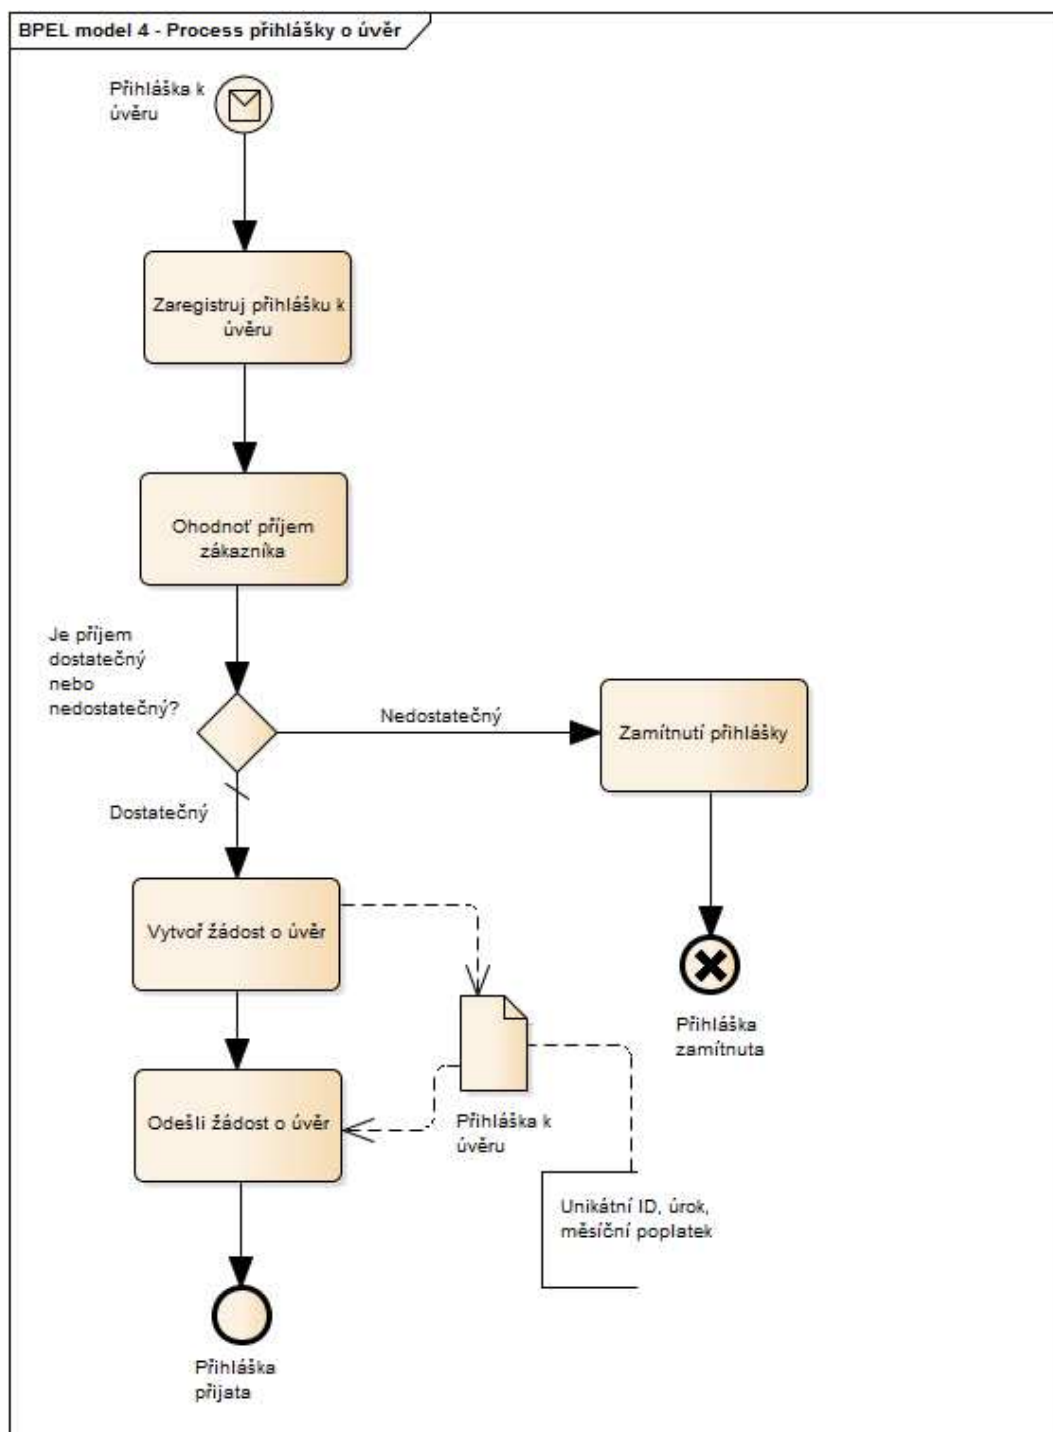 BPEL model 4 - Process přihlášky o úvěr
Přihláška k
úvěru
Zaregistruj přihlášku k
úvěru
Ohodnoť příjem
zákazníka
Je příjem
dostatečný
nebo
nedostatečný?
Nedostatečný
Zamítnutí přihlášky
Dostatečný
Vytvoř žádost o úvěr
Přihláška
zamítnuta
Odešli žádost o úvěr
Přihláška k
úvěru
Unikátní ID, úrok,
měsíční poplatek
Přihláška
přijata